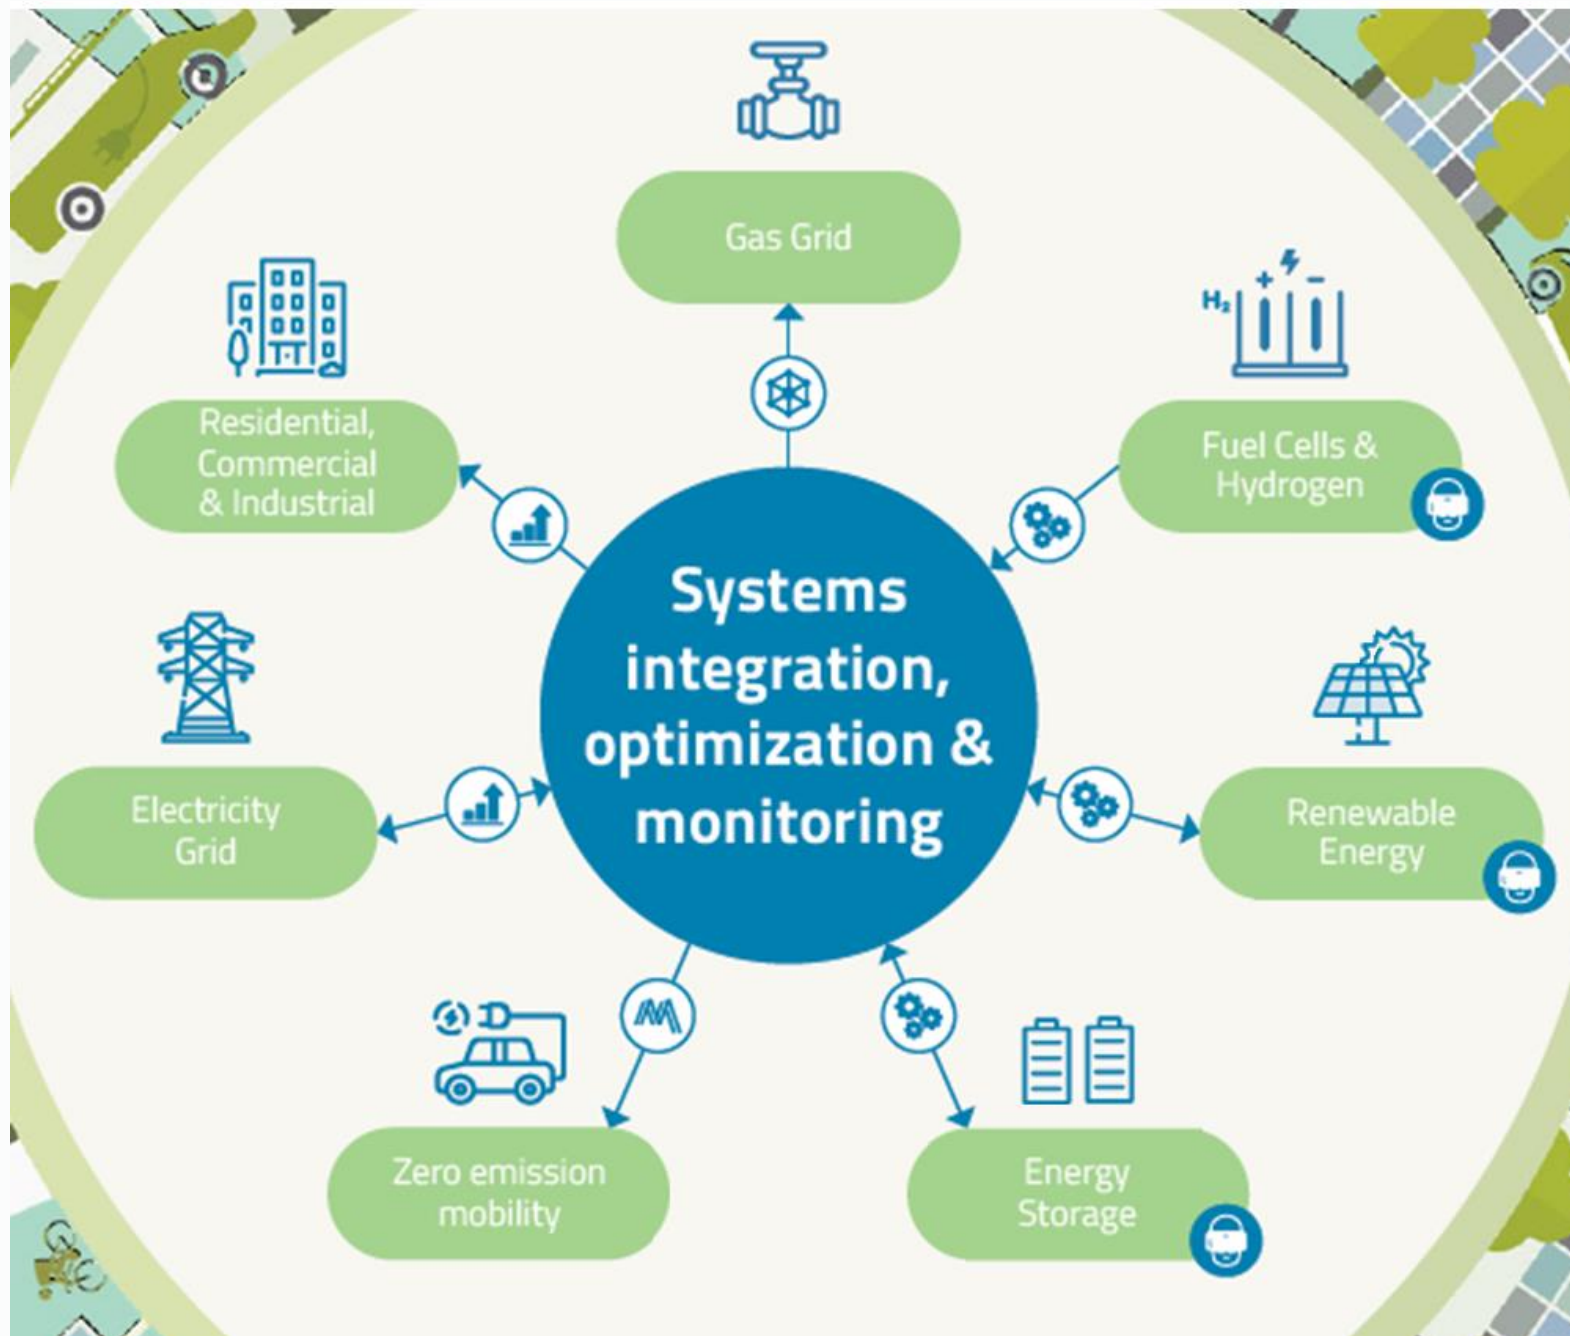 Gas Grid
Residential,
Commercial
& Industrial
H₂
+
−
Fuel Cells &
Hydrogen
Systems
integration,
optimization &
monitoring
Electricity
Grid
Renewable
Energy
Zero emission
mobility
Energy
Storage